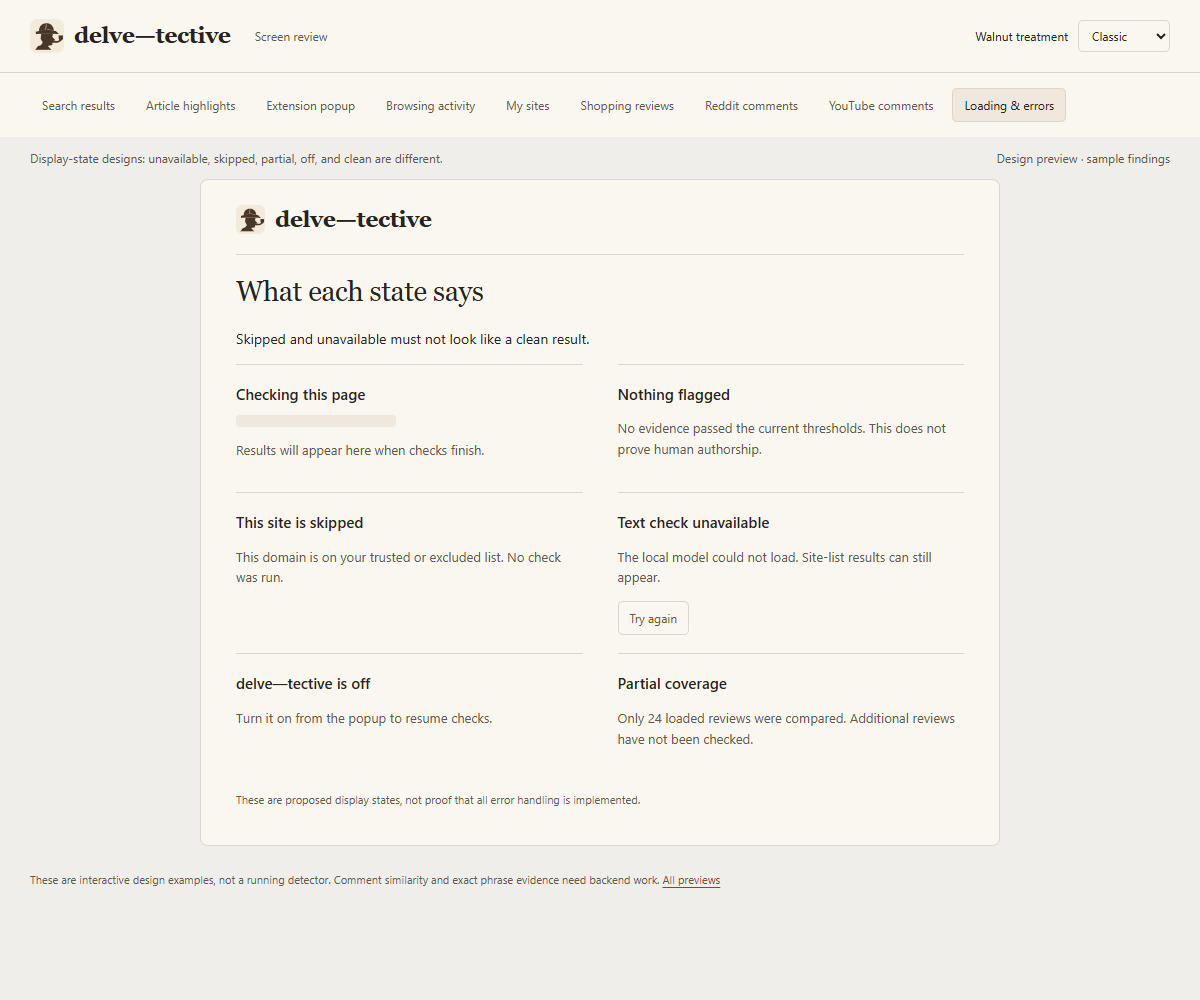 delve—tective
Screen review
Walnut treatment
Classic
Search results
Article highlights
Extension popup
Browsing activity
My sites
Shopping reviews
Reddit comments
YouTube comments
Loading & errors
Display-state designs: unavailable, skipped, partial, off, and clean are different.
Design preview · sample findings
delve—tective
What each state says
Skipped and unavailable must not look like a clean result.
Checking this page
Results will appear here when checks finish.
Nothing flagged
No evidence passed the current thresholds. This does not
prove human authorship.
This site is skipped
This domain is on your trusted or excluded list. No check
was run.
Text check unavailable
The local model could not load. Site-list results can still
appear.
Try again
delve—tective is off
Turn it on from the popup to resume checks.
Partial coverage
Only 24 loaded reviews were compared. Additional reviews
have not been checked.
These are proposed display states, not proof that all error handling is implemented.
These are interactive design examples, not a running detector. Comment similarity and exact phrase evidence need backend work. All previews